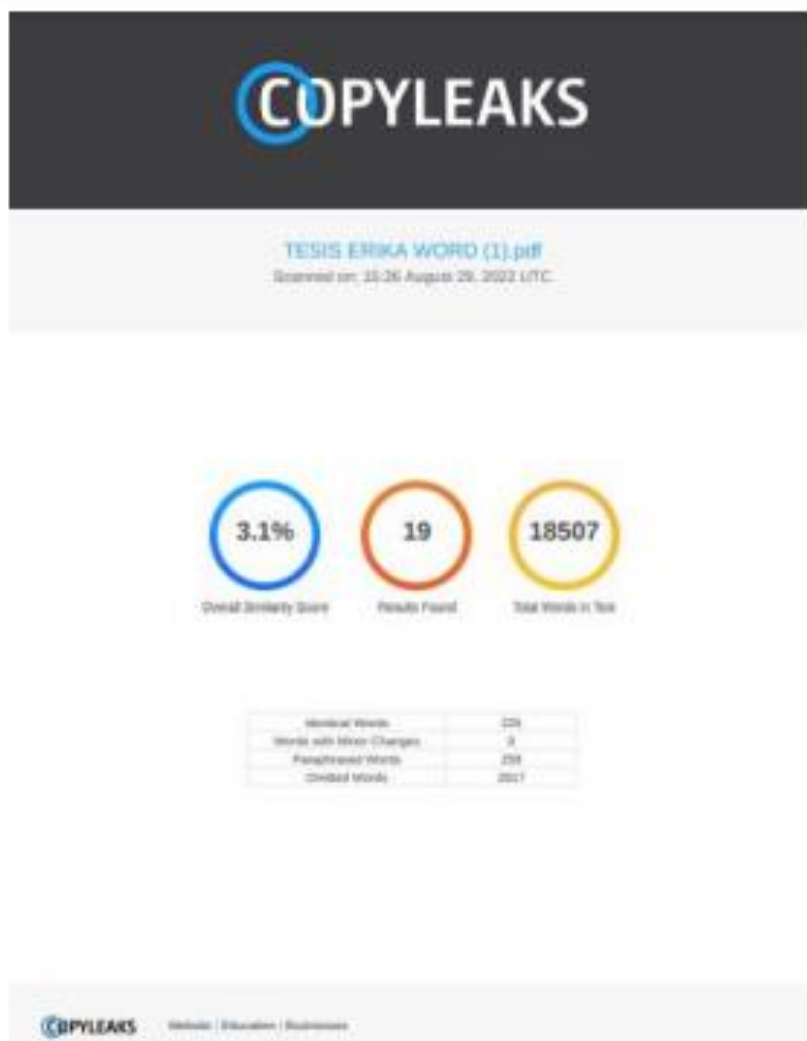 COPYLEAKS
TESIS ERIKA WORD (1).pdf
Scanned on: 15:26 August 29, 2022 UTC
3.1%
19
18507
Overall Similarity Score
Results Found
Total Words in Text
Identical Words
Words with Minor Changes
Paraphrased Words
Omitted Words
COPYLEAKS
Website | Education | Businesses